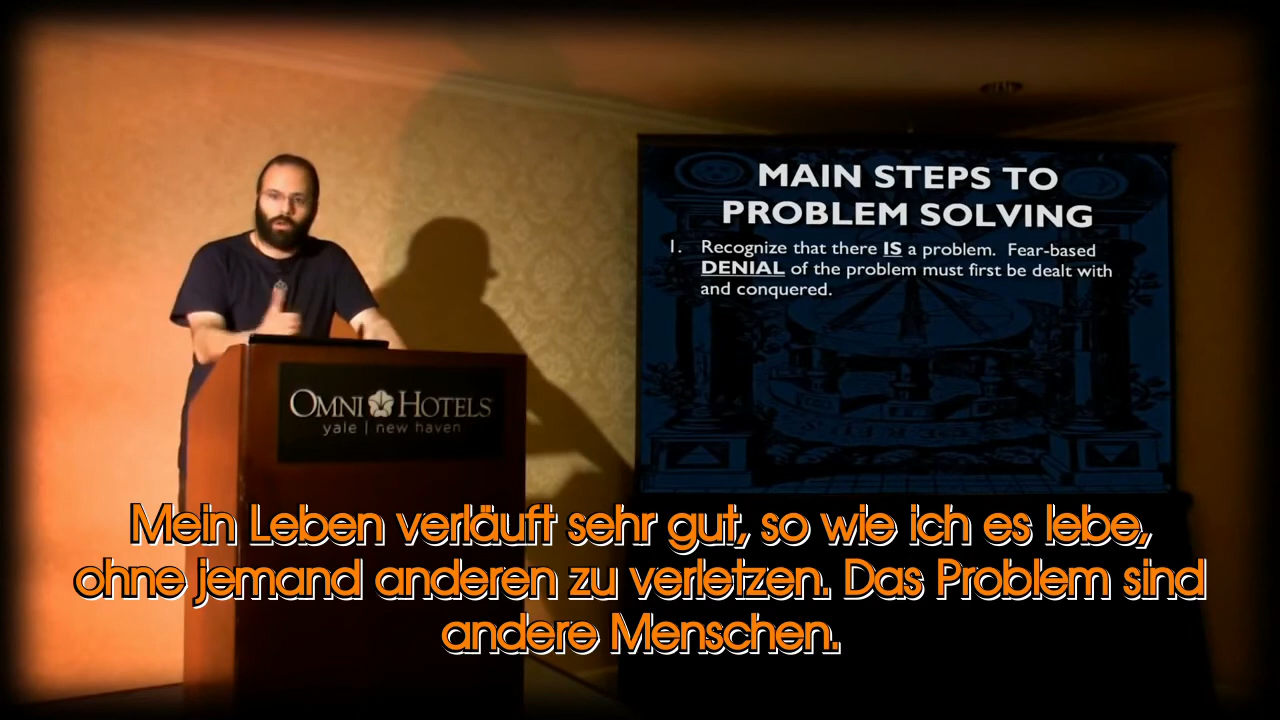 MAIN STEPS TO
PROBLEM SOLVING
1. Recognize that there IS a problem. Fear-based
DENIAL of the problem must first be dealt with
and conquered.
OMNI HOTELS
yale | new haven
Mein Leben verläuft sehr gut, so wie ich es lebe,
ohne jemand anderen zu verletzen. Das Problem sind
andere Menschen.